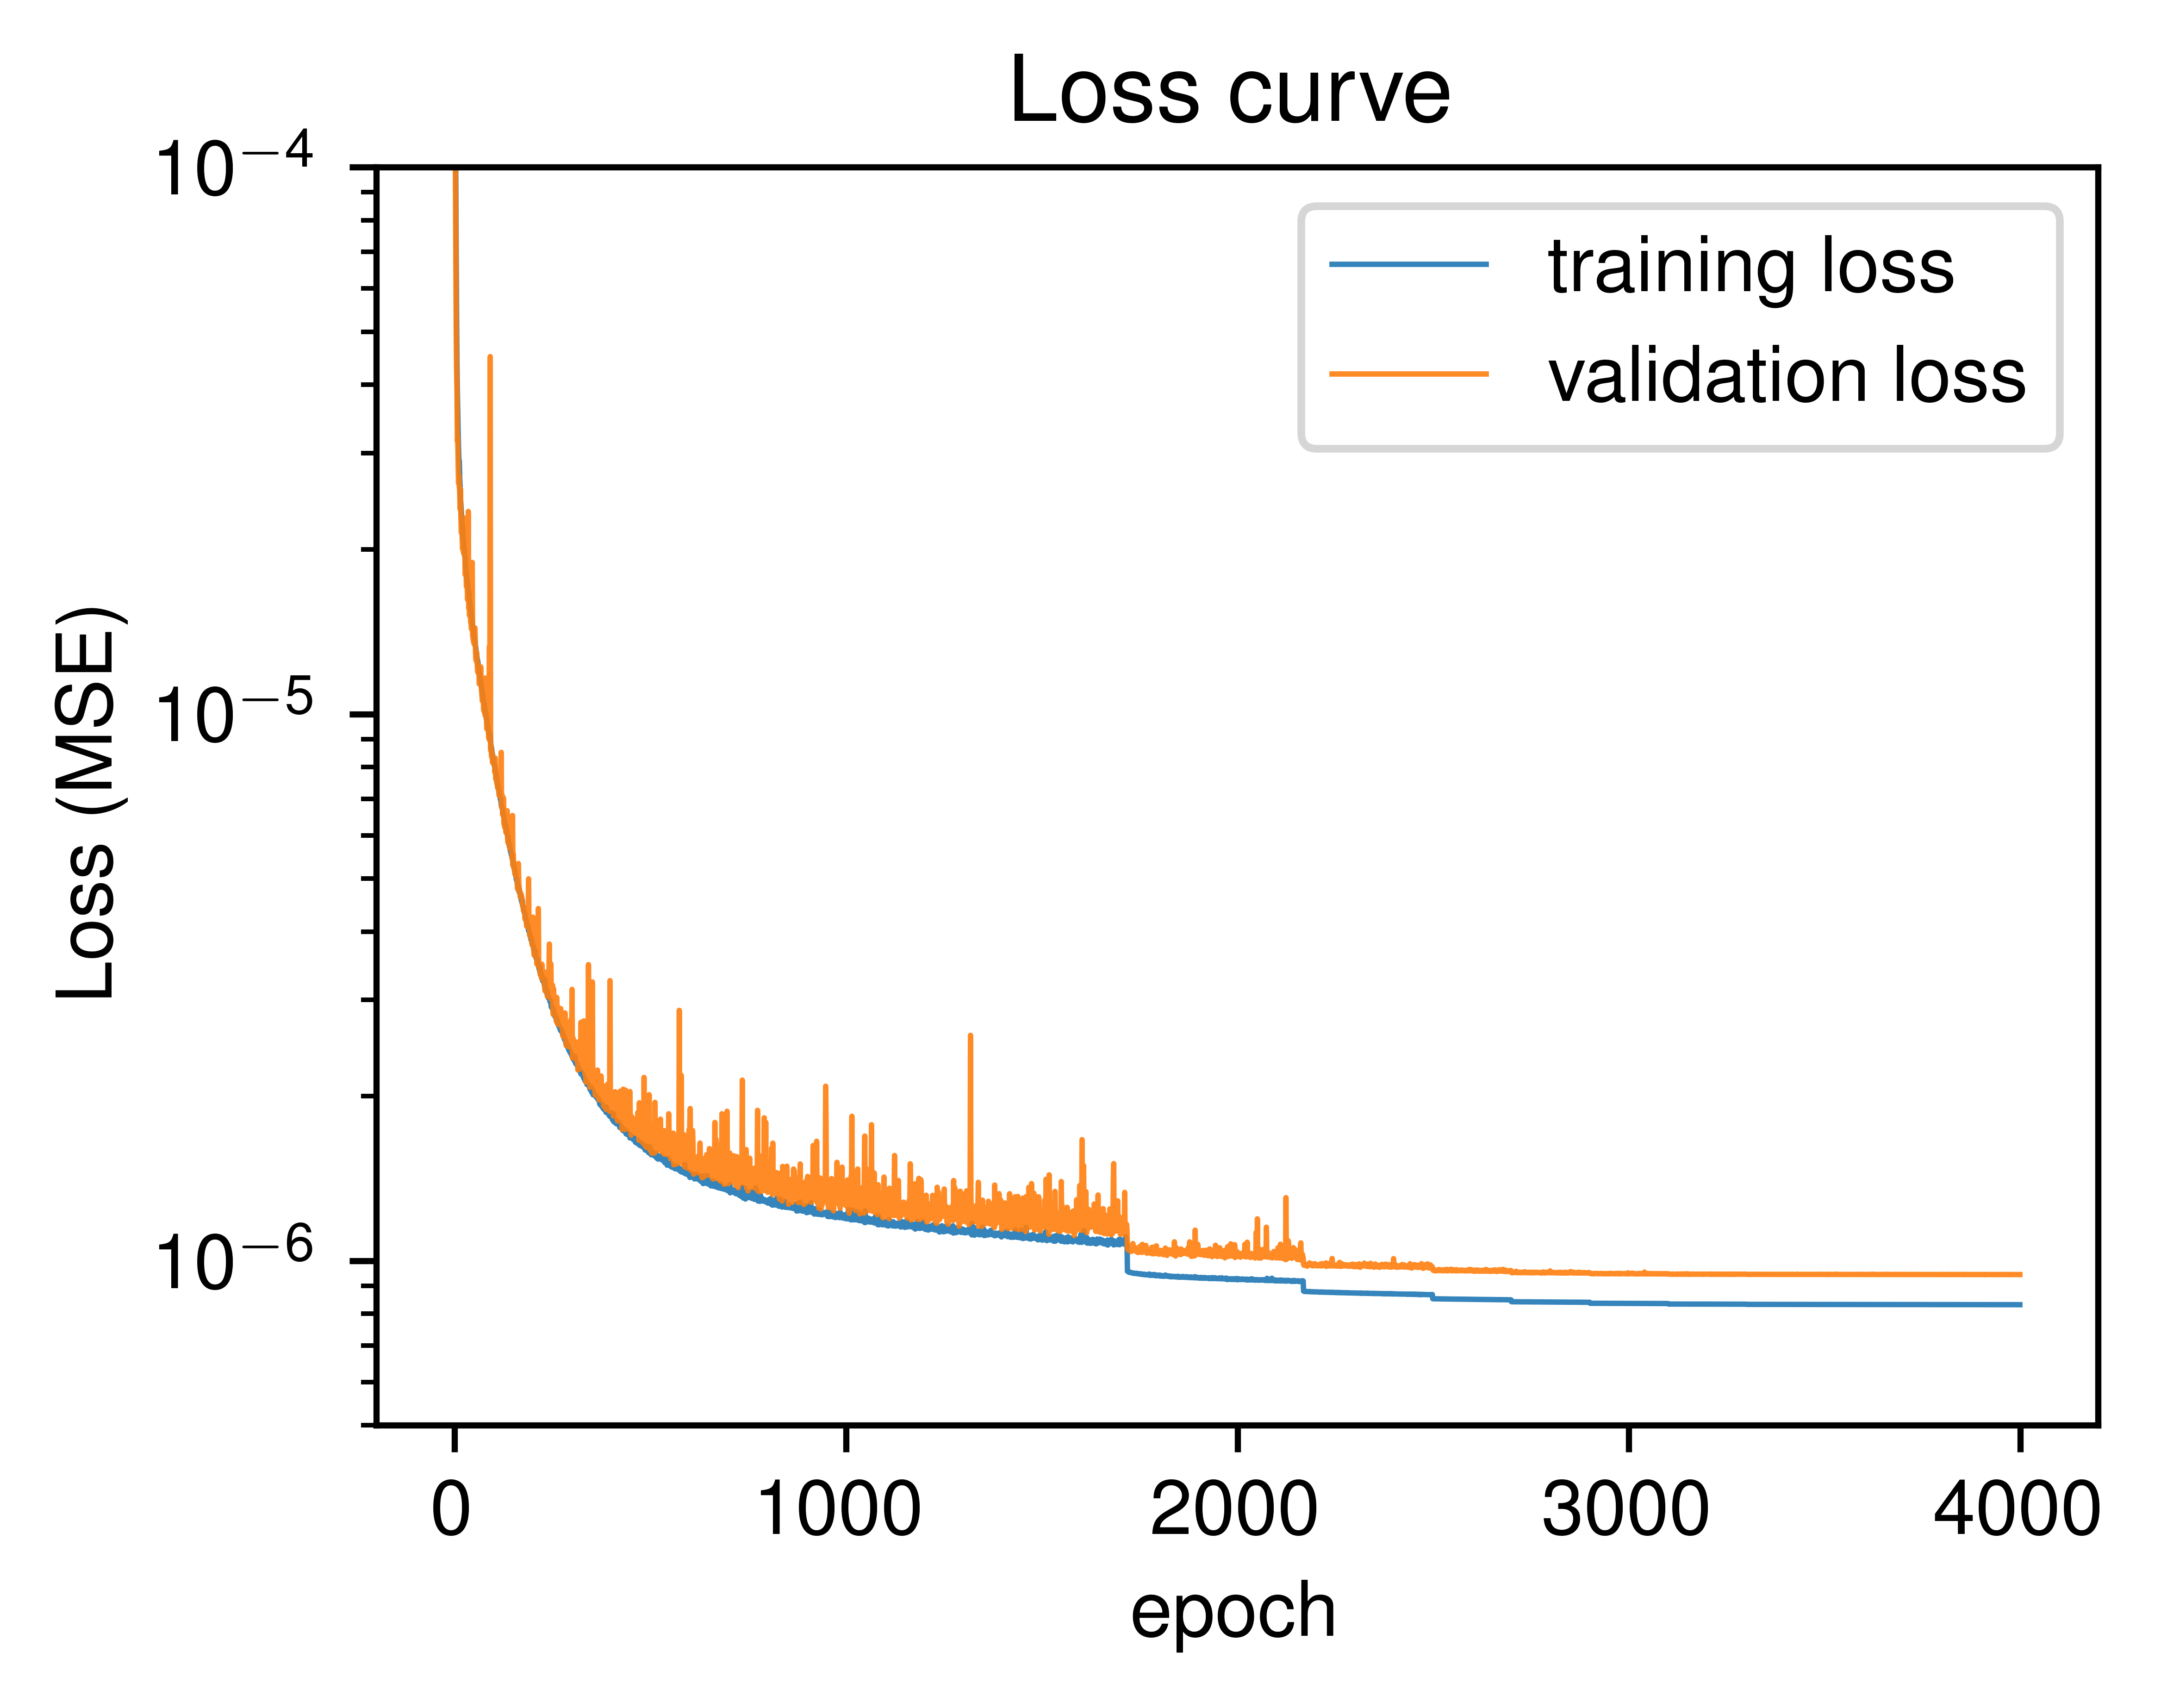 Loss curve
10⁻⁴
training loss
validation loss
10⁻⁵
Loss (MSE)
10⁻⁶
0 1000 2000 3000 4000
epoch